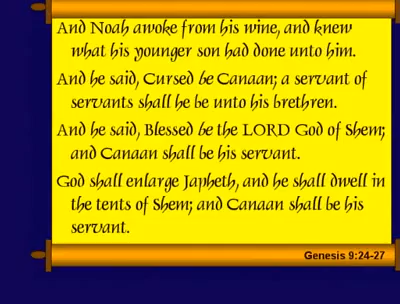 And Noah awoke from his wine, and knew
what his younger son had done unto him.
And he said, Cursed be Canaan; a servant of
servants shall he be unto his brethren.
And he said, Blessed be the LORD God of Shem;
and Canaan shall be his servant.
God shall enlarge Japheth, and he shall dwell in
the tents of Shem; and Canaan shall be his
servant.
Genesis 9:24-27